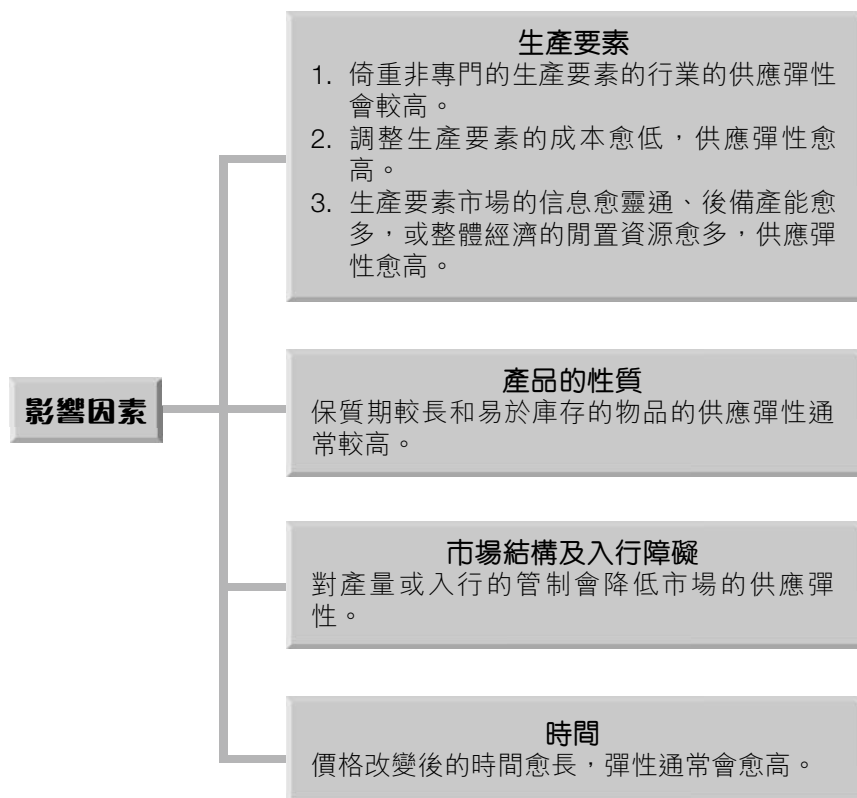 生產要素
1. 倚重非專門的生產要素的行業的供應彈性
會較高。
2. 調整生產要素的成本愈低，供應彈性愈
高。
3. 生產要素市場的信息愈靈通、後備產能愈
多，或整體經濟的閒置資源愈多，供應彈
性愈高。
影響因素
產品的性質
保質期較長和易於庫存的物品的供應彈性通
常較高。
市場結構及入行障礙
對產量或入行的管制會降低市場的供應彈
性。
時間
價格改變後的時間愈長，彈性通常會愈高。